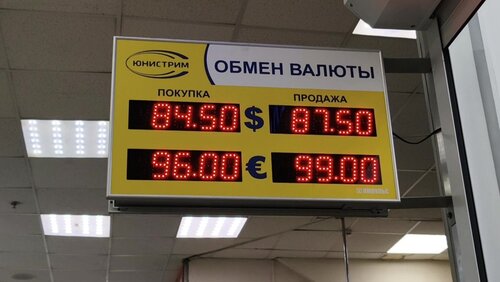 ЮНИСТРИМ
ОБМЕН ВАЛЮТЫ
ПОКУПКА ПРОДАЖА
84.50 $ 87.50
96.00 € 99.00